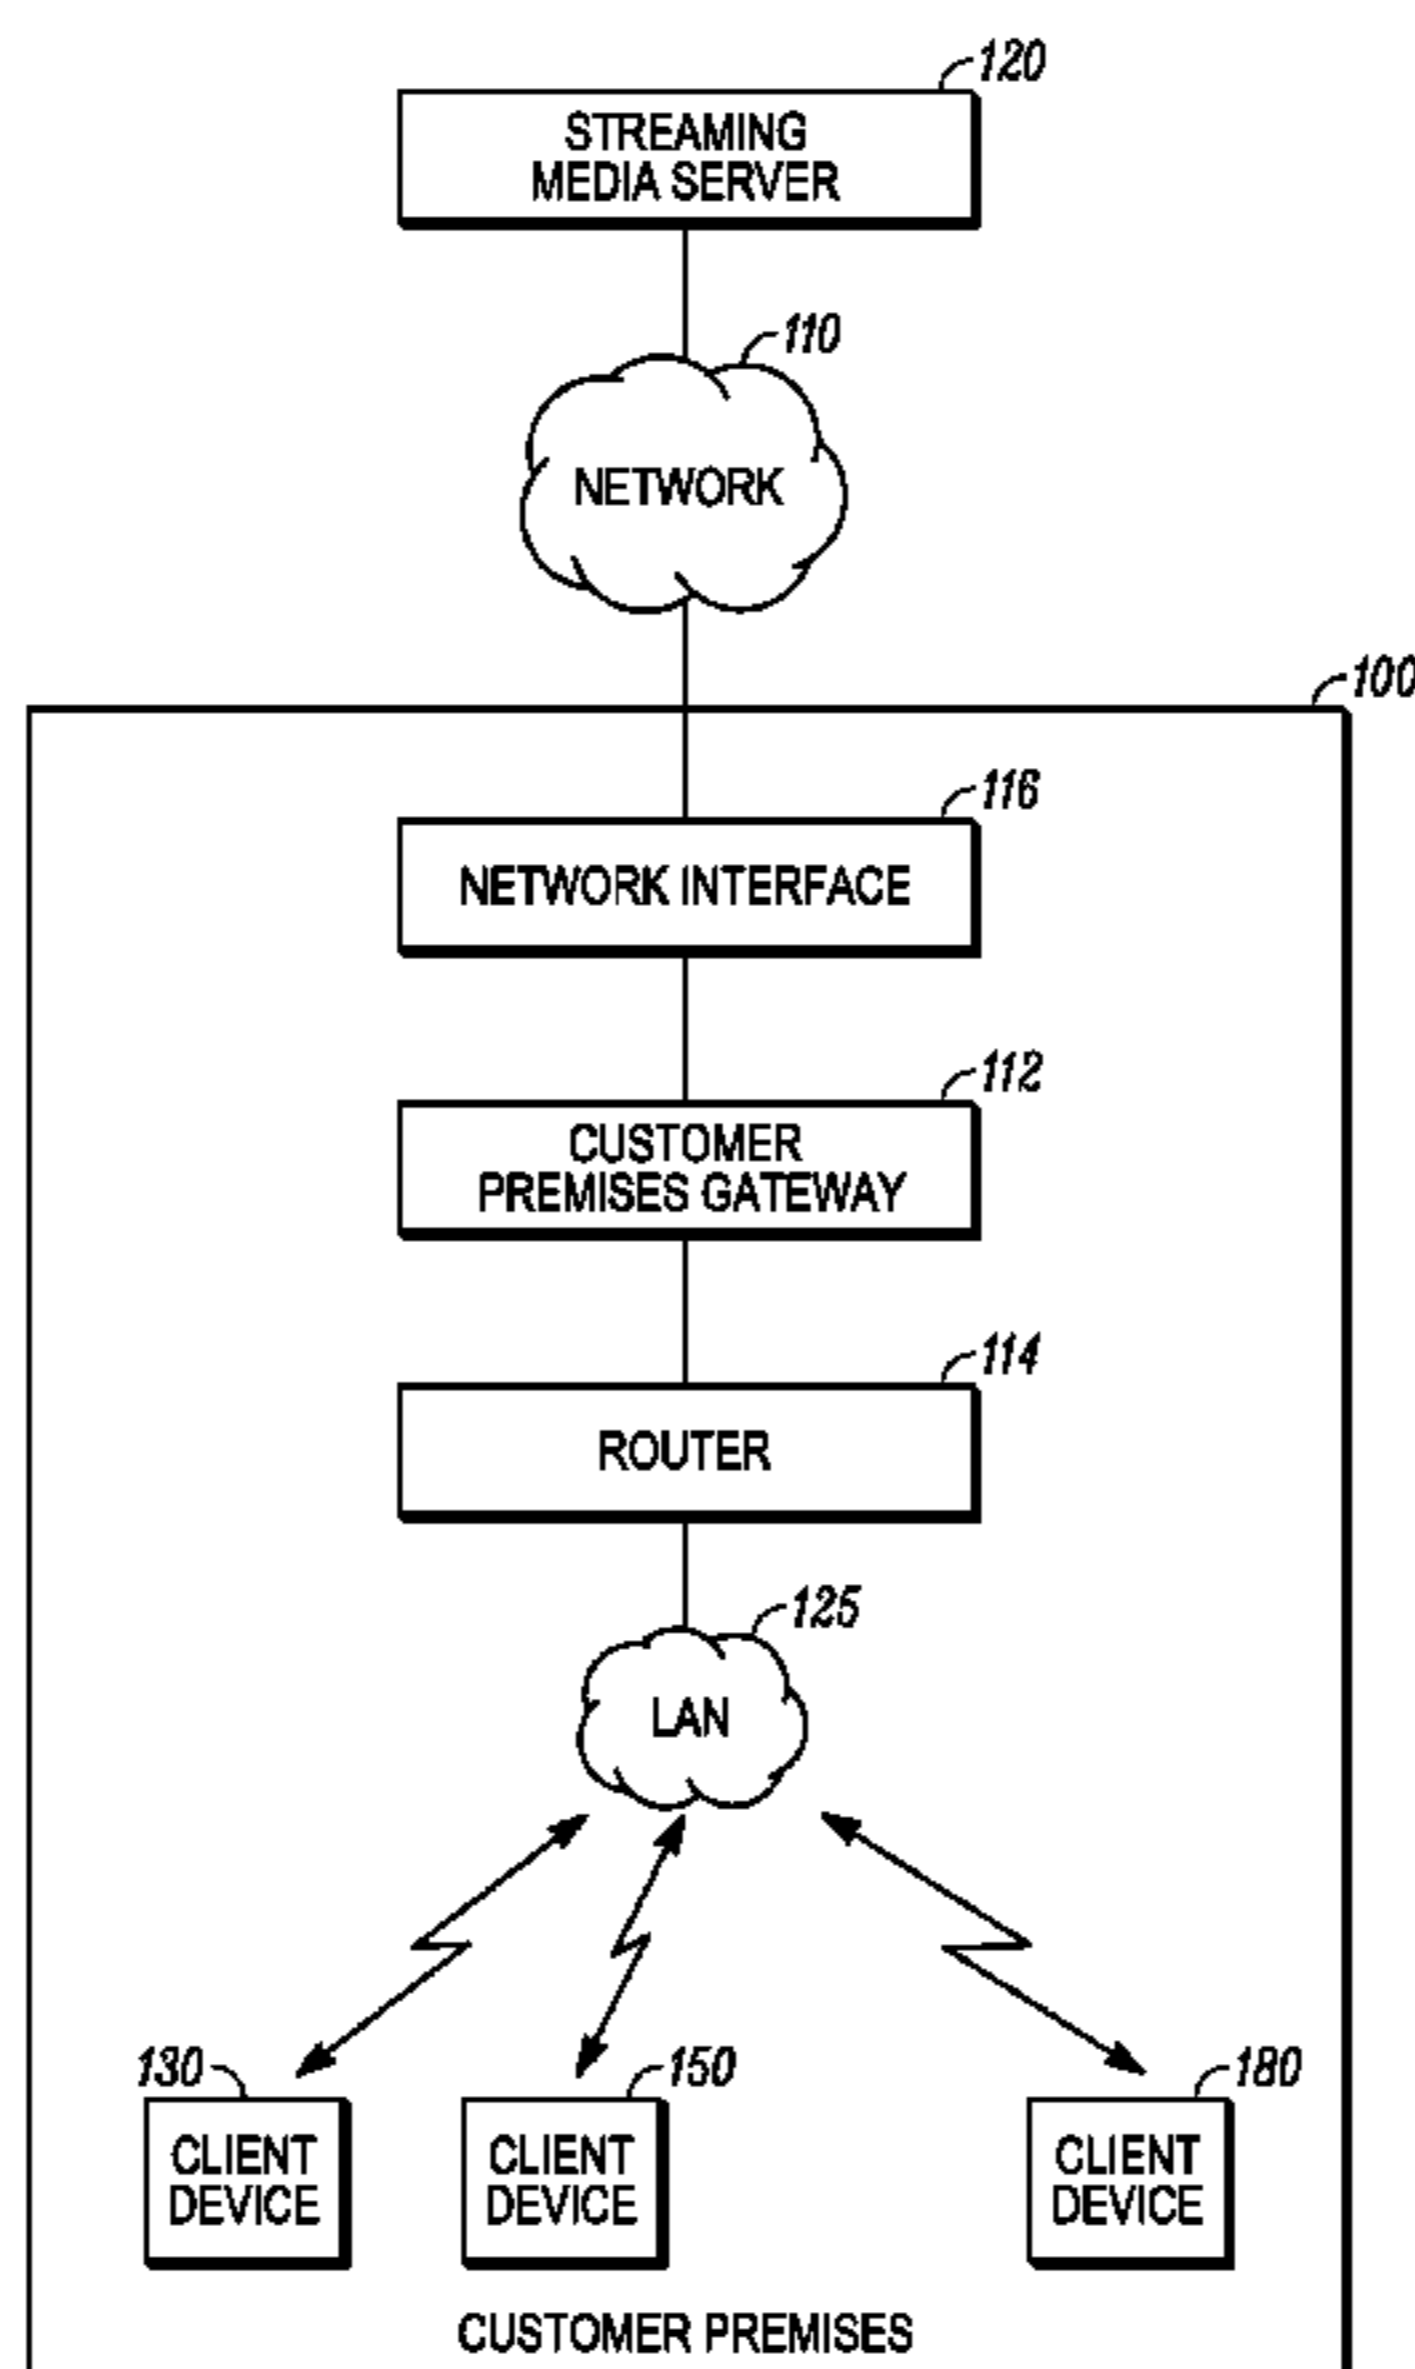 120
STREAMING
MEDIA SERVER
110
NETWORK
100
116
NETWORK INTERFACE
112
CUSTOMER
PREMISES GATEWAY
114
ROUTER
125
LAN
130
CLIENT
DEVICE
150
CLIENT
DEVICE
180
CLIENT
DEVICE
CUSTOMER PREMISES